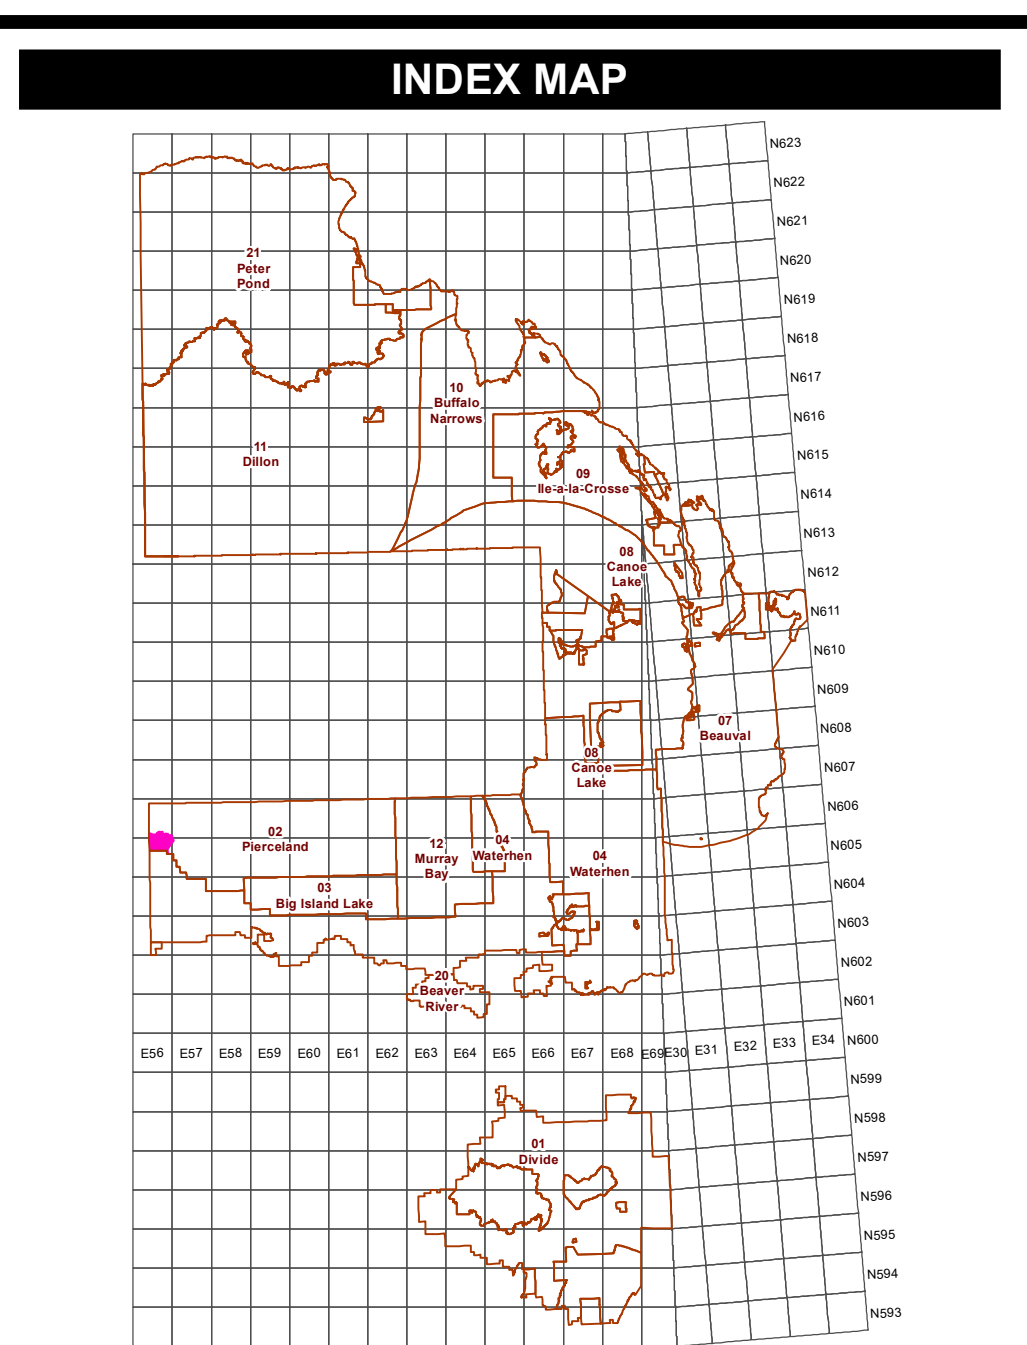 INDEX MAP
N623
N622
N621
N620
N619
N618
N617
N616
N615
N614
N613
N612
N611
N610
N609
N608
N607
N606
N605
N604
N603
N602
N601
N600
N599
N598
N597
N596
N595
N594
N593
21
Peter
Pond
10
Buffalo
Narrows
11
Dillon
09
Ile-a-la-Crosse
08
Canoe
Lake
07
Beauval
08
Canoe
Lake
02
Pierceland
12
Murray
Bay
04
Waterhen
04
Waterhen
03
Big Island Lake
20
Beaver
River
E56 E57 E58 E59 E60 E61 E62 E63 E64 E65 E66 E67 E68 E69 E30 E31 E32 E33 E34
01
Divide